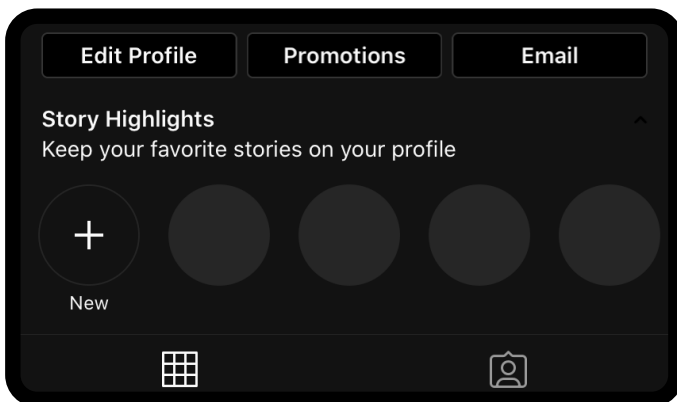 Edit Profile
Promotions
Email
Story Highlights
Keep your favorite stories on your profile
New